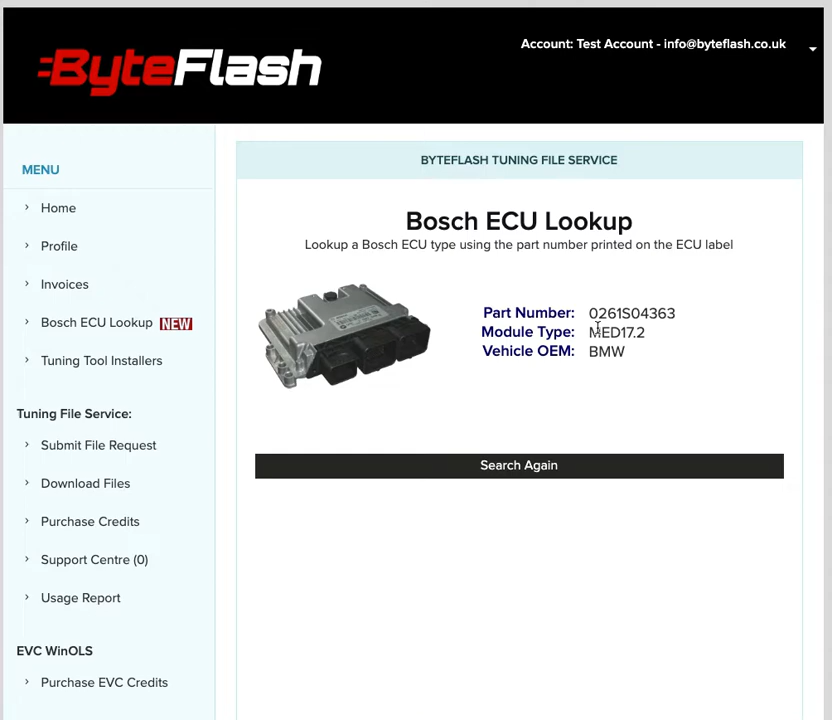 ByteFlash
Account: Test Account - info@byteflash.co.uk
MENU
Home
Profile
Invoices
Bosch ECU Lookup NEW
Tuning Tool Installers
Tuning File Service:
Submit File Request
Download Files
Purchase Credits
Support Centre (0)
Usage Report
EVC WinOLS
Purchase EVC Credits
BYTEFLASH TUNING FILE SERVICE
Bosch ECU Lookup
Lookup a Bosch ECU type using the part number printed on the ECU label
Part Number: 0261S04363
Module Type: MED17.2
Vehicle OEM: BMW
Search Again